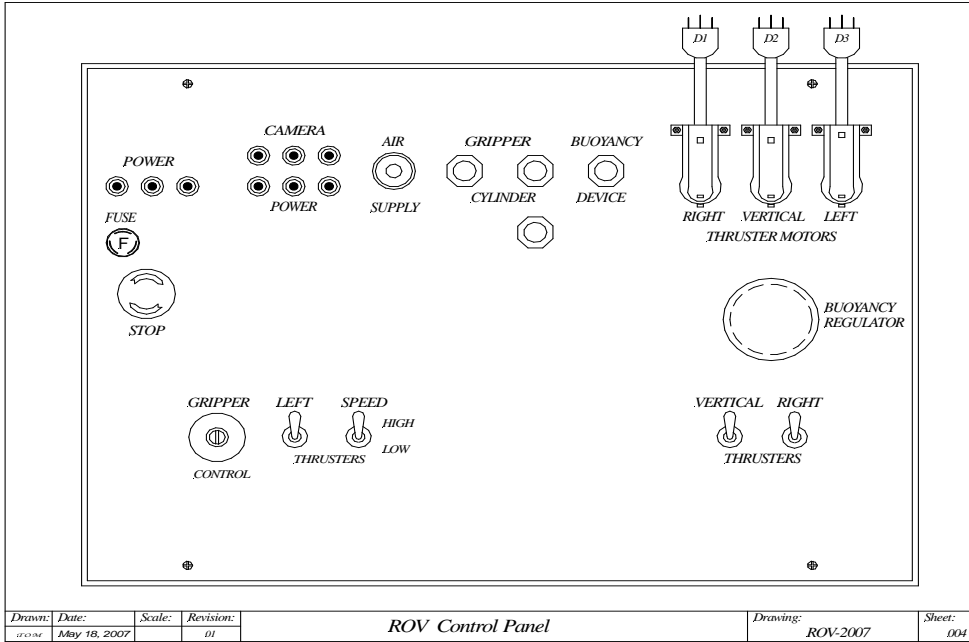 D1 D2 D3
CAMERA
POWER
POWER
AIR
SUPPLY
GRIPPER
CYLINDER
BUOYANCY
DEVICE
RIGHT VERTICAL LEFT
THRUSTER MOTORS
FUSE
F
STOP
BUOYANCY
REGULATOR
GRIPPER
CONTROL
LEFT SPEED
HIGH
LOW
THRUSTERS
VERTICAL RIGHT
THRUSTERS
Drawn: Date: Scale: Revision:
TOM May 18, 2007 01
ROV Control Panel
Drawing:
ROV-2007
Sheet:
004